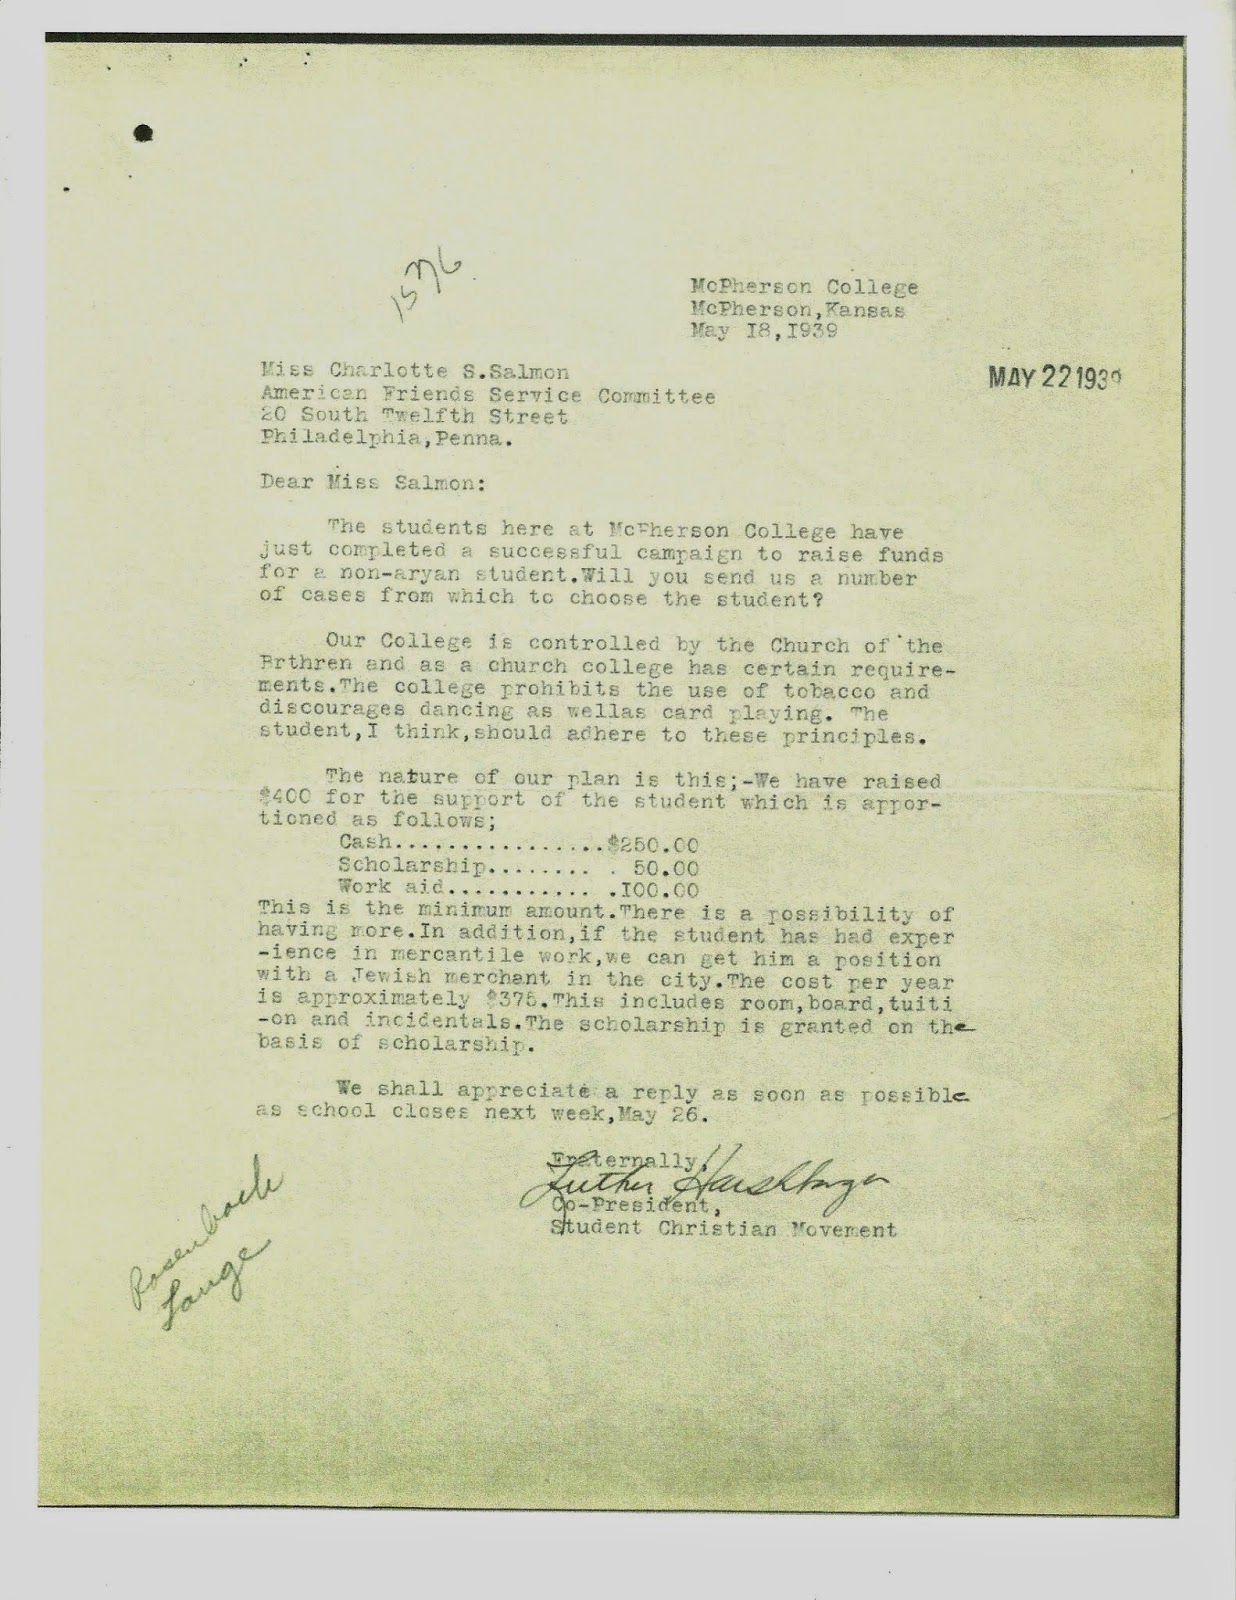 1576
McPherson College
McPherson,Kansas
May I8,I939
MAY 22 1939
Miss Charlotte S.Salmon
American Friends Service Committee
20 South Twelfth Street
Philadelphia,Penna.
Dear Miss Salmon:
The students here at McPherson College have
just completed a successful campaign to raise funds
for a non-aryan student.Will you send us a number
of cases from which to choose the student?
Our College is controlled by the Church of the
Brthren and as a church college has certain require-
ments.The college prohibits the use of tobacco and
discourages dancing as wellas card playing. The
student,I think,should adhere to these principles.
The nature of our plan is this;-We have raised
$400 for the support of the student which is appor-
tioned as follows;
Cash................$250.00
Scholarship........ . 50.00
Work aid........... .I00.00
This is the minimum amount.There is a possibility of
having more.In addition,if the student has had exper
-ience in mercantile work,we can get him a position
with a Jewish merchant in the city.The cost per year
is approximately $375.This includes room,board,tuiti
-on and incidentals.The scholarship is granted on the
basis of scholarship.
We shall appreciate a reply as soon as possible
as school closes next week,May 26.
Fraternally,
Luther Harshbarger
Co-President,
Student Christian Movement
Rosenbach
Lange